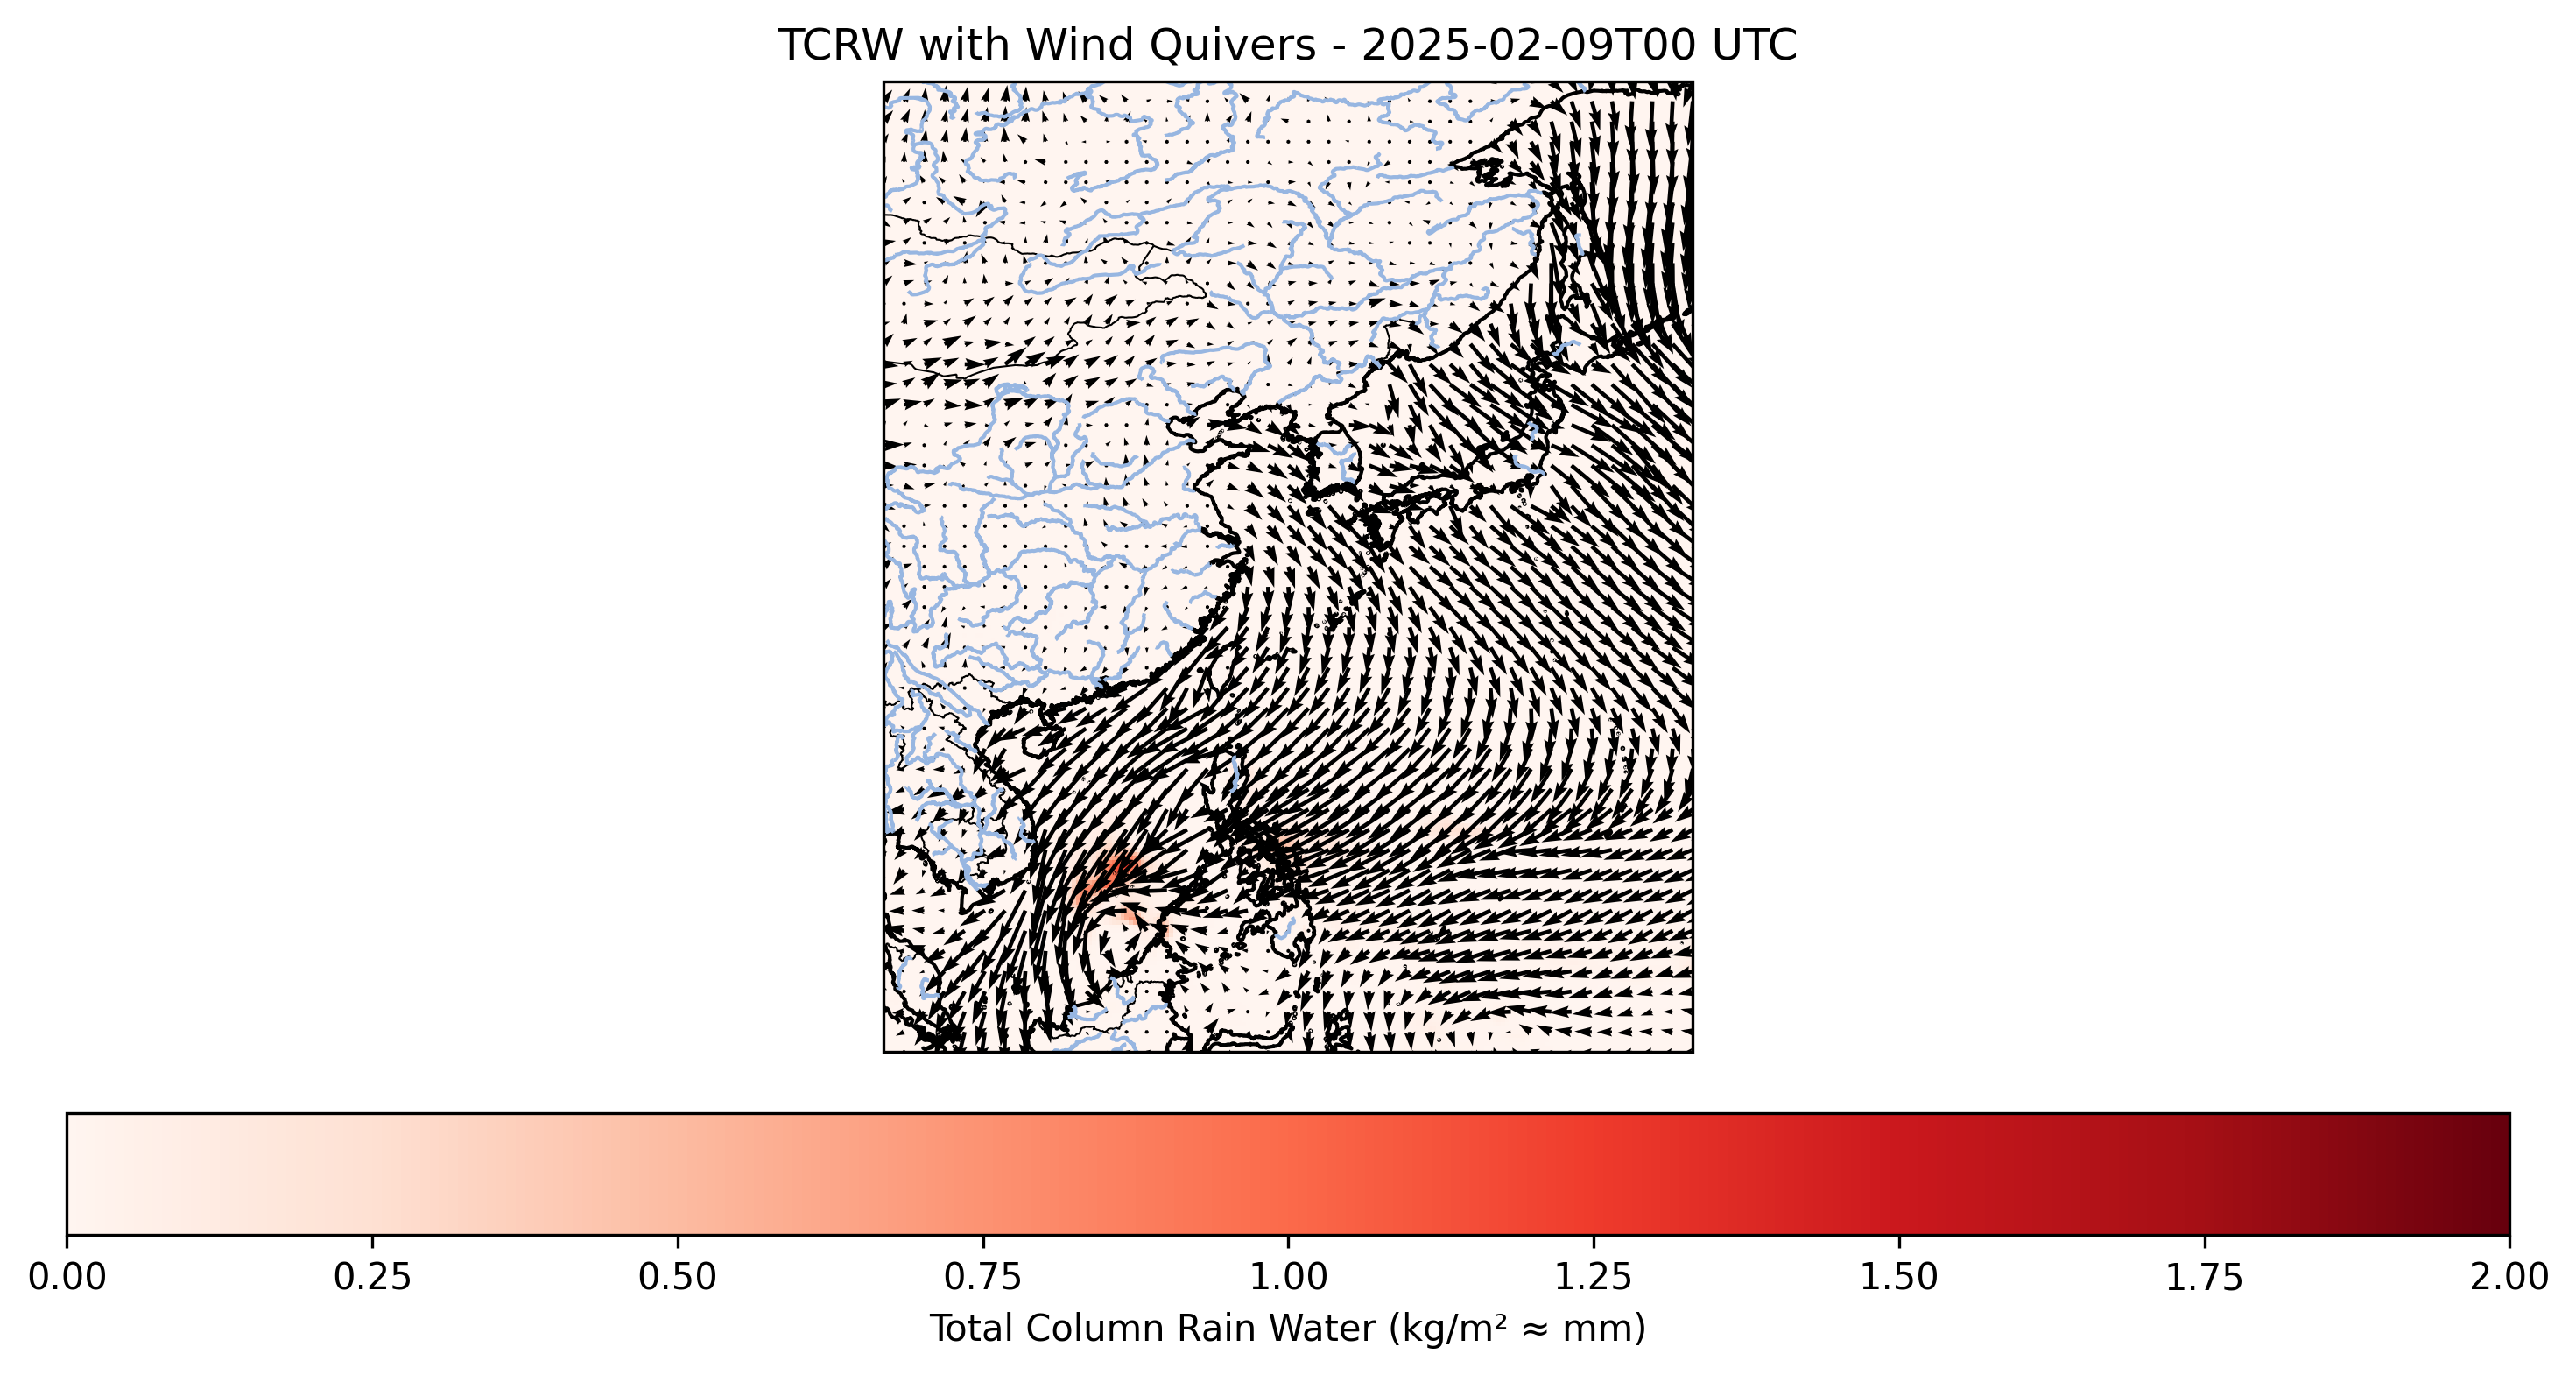 TCRW with Wind Quivers - 2025-02-09T00 UTC
0.00 0.25 0.50 0.75 1.00 1.25 1.50 1.75 2.00
Total Column Rain Water (kg/m² ≈ mm)